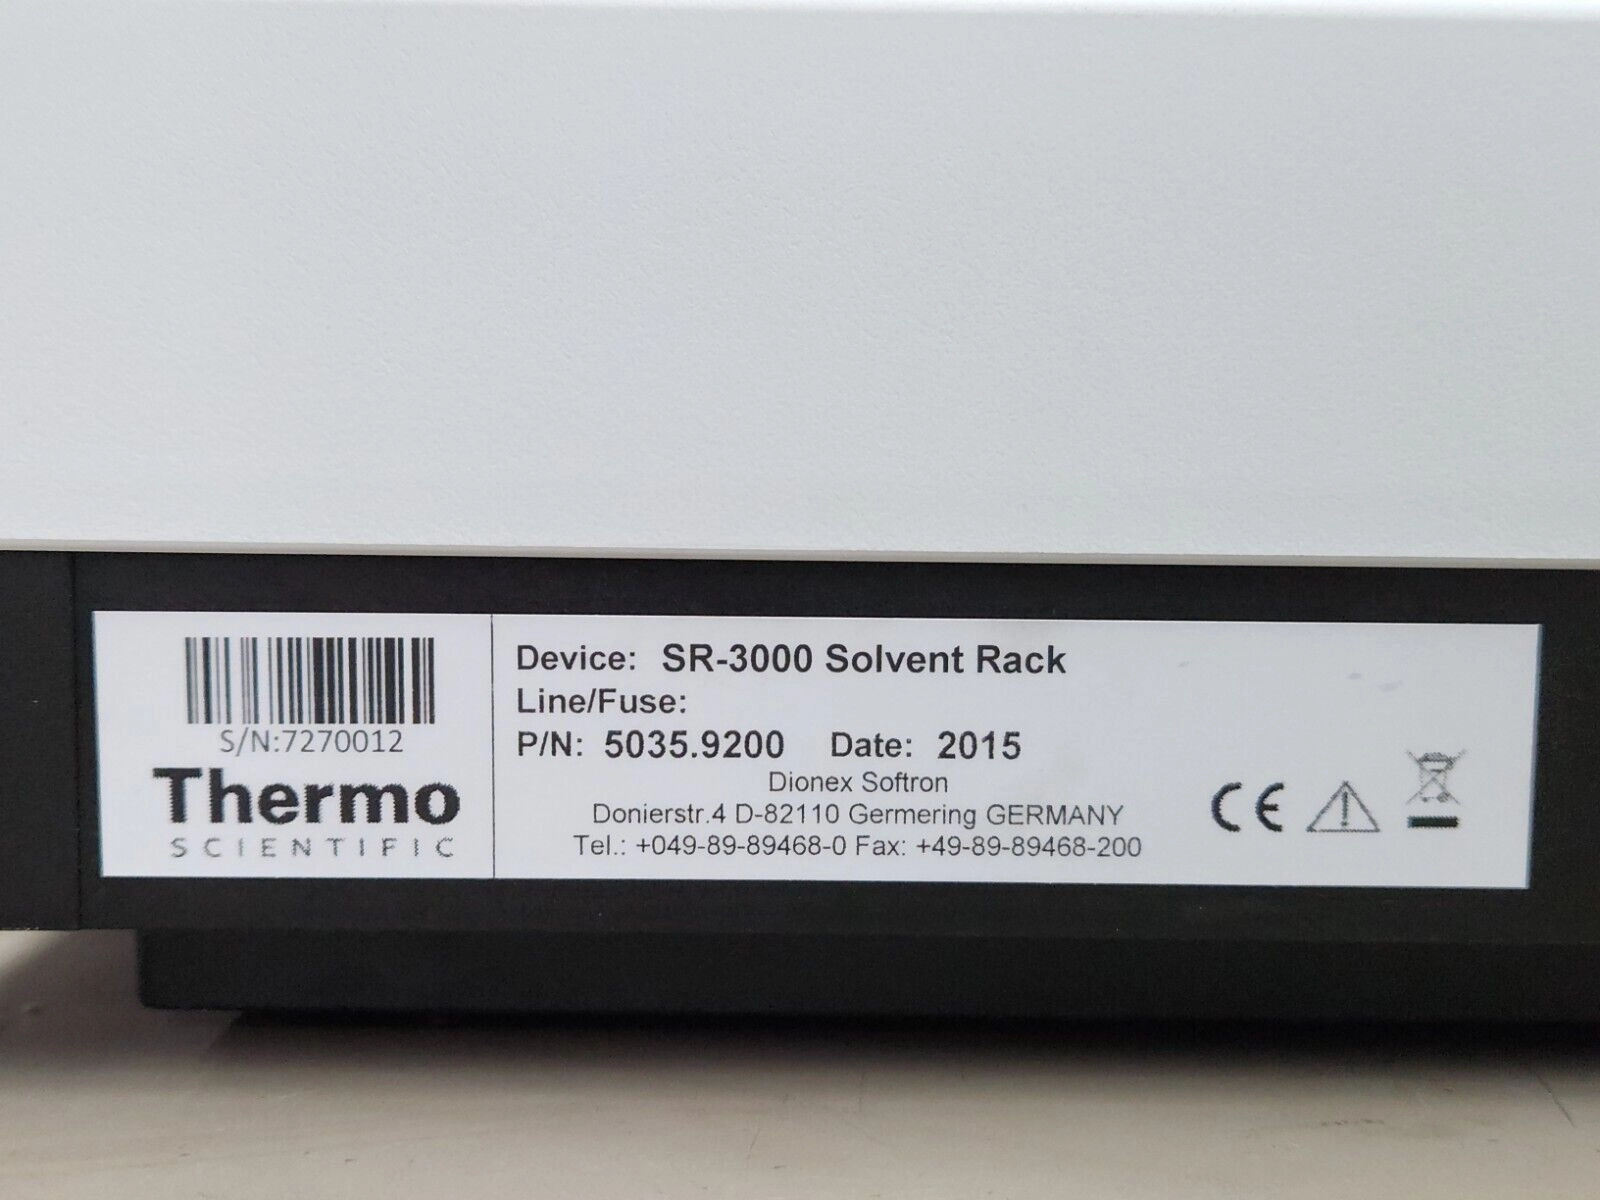 S/N:7270012
Thermo
SCIENTIFIC
Device: SR-3000 Solvent Rack
Line/Fuse:
P/N: 5035.9200 Date: 2015
Dionex Softron
Donierstr.4 D-82110 Germering GERMANY
Tel.: +049-89-89468-0 Fax: +49-89-89468-200
CE